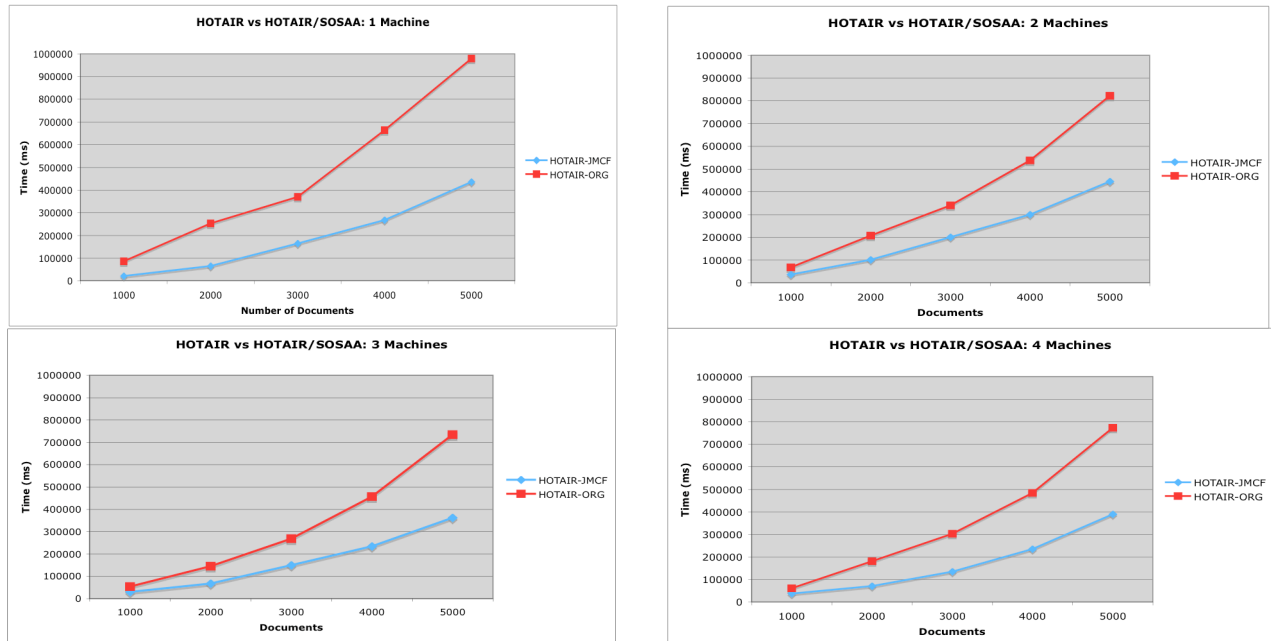 HOTAIR vs HOTAIR/SOSAA: 1 Machine
1000000
900000
800000
700000
600000
500000
400000
300000
200000
100000
0
Time (ms)
1000 2000 3000 4000 5000
Number of Documents
HOTAIR-JMCF
HOTAIR-ORG
HOTAIR vs HOTAIR/SOSAA: 2 Machines
1000000
900000
800000
700000
600000
500000
400000
300000
200000
100000
0
Time (ms)
1000 2000 3000 4000 5000
Documents
HOTAIR-JMCF
HOTAIR-ORG
HOTAIR vs HOTAIR/SOSAA: 3 Machines
1000000
900000
800000
700000
600000
500000
400000
300000
200000
100000
0
Time (ms)
1000 2000 3000 4000 5000
Documents
HOTAIR-JMCF
HOTAIR-ORG
HOTAIR vs HOTAIR/SOSAA: 4 Machines
1000000
900000
800000
700000
600000
500000
400000
300000
200000
100000
0
Time (ms)
1000 2000 3000 4000 5000
Documents
HOTAIR-JMCF
HOTAIR-ORG